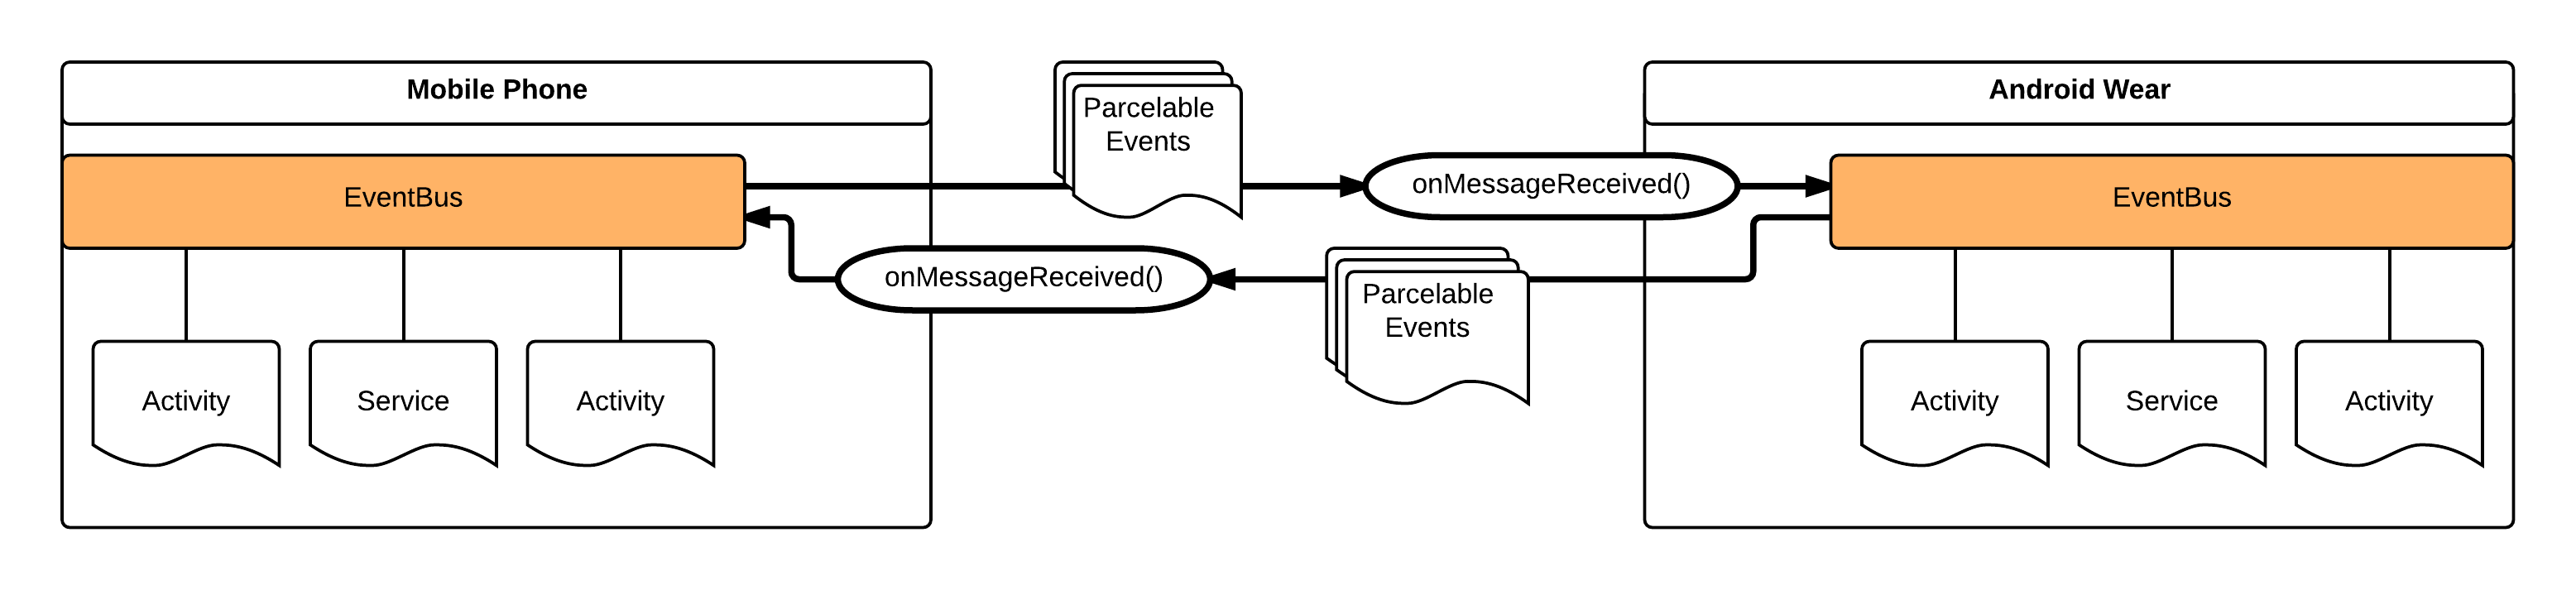 Mobile Phone
Parcelable
Events
Android Wear
EventBus
onMessageReceived()
EventBus
onMessageReceived()
Parcelable
Events
Activity
Service
Activity
Activity
Service
Activity